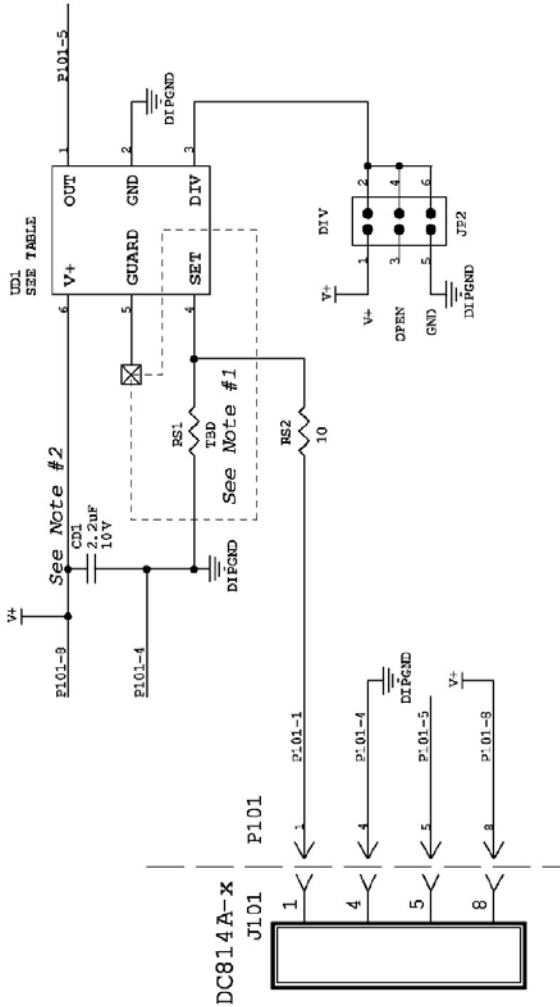 P101-5
UD1
SEE TABLE
V+
OUT
6
1
GUARD
GND
5
2
DIPGND
SET
DIV
4
3
V+
See Note #2
P101-8
CD1
2.2uF
10V
P101-4
RS1
TBD
See Note #1
DIPGND
RS2
10
DIV
V+
V+
1
2
OPEN
3
4
GND
5
6
DIPGND
JP2
DC814A-x
J101
P101
1
1
P101-1
4
4
P101-4
DIPGND
5
5
P101-5
8
8
P101-8
V+